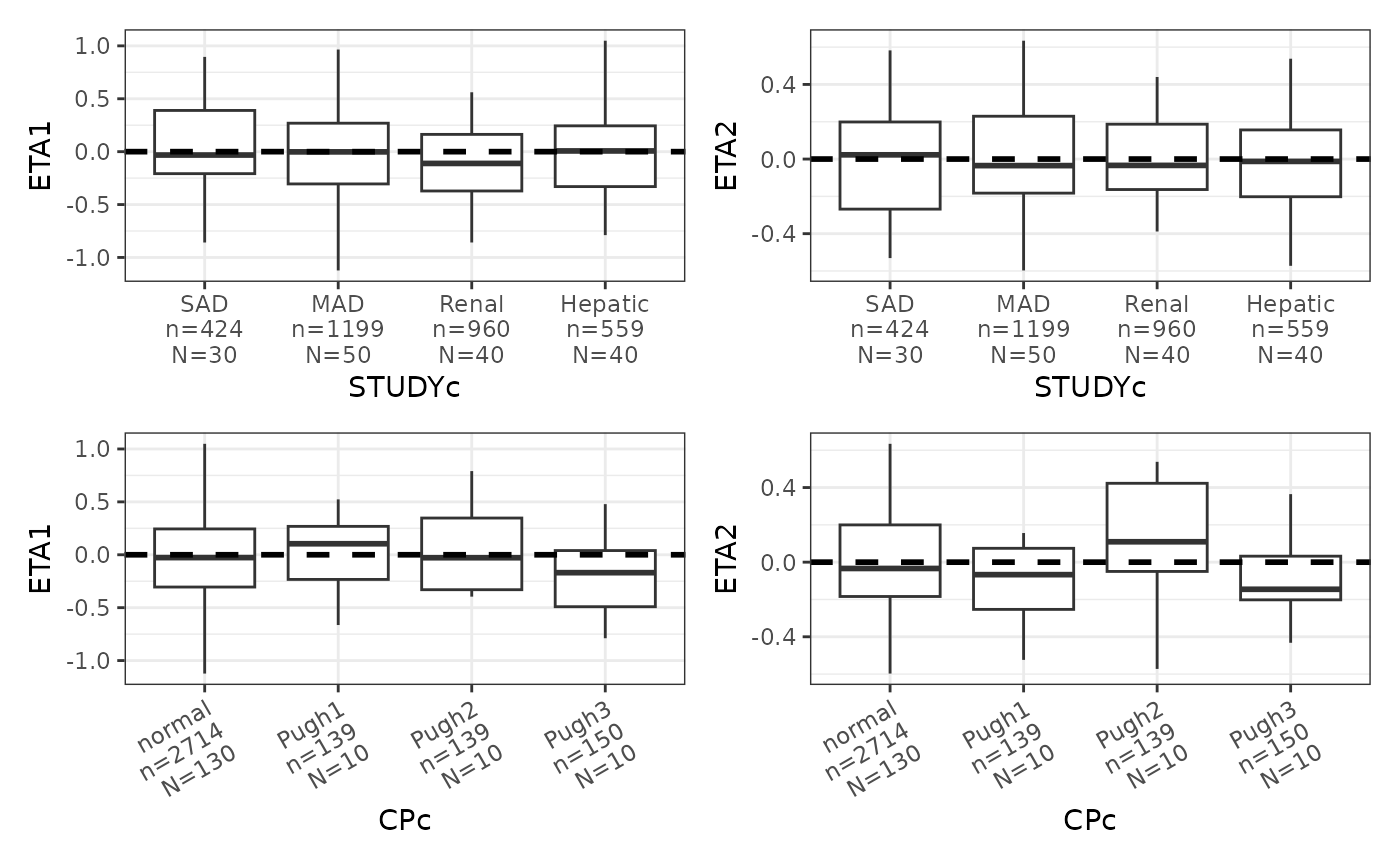 ETA1
1.0
0.5
0.0
-0.5
-1.0
SAD MAD Renal Hepatic
n=424 n=1199 n=960 n=559
N=30 N=50 N=40 N=40
STUDYc
ETA2
0.4
0.0
-0.4
SAD MAD Renal Hepatic
n=424 n=1199 n=960 n=559
N=30 N=50 N=40 N=40
STUDYc
ETA1
1.0
0.5
0.0
-0.5
-1.0
normal Pugh1 Pugh2 Pugh3
n=2714 n=139 n=139 n=150
N=130 N=10 N=10 N=10
CPc
ETA2
0.4
0.0
-0.4
normal Pugh1 Pugh2 Pugh3
n=2714 n=139 n=139 n=150
N=130 N=10 N=10 N=10
CPc